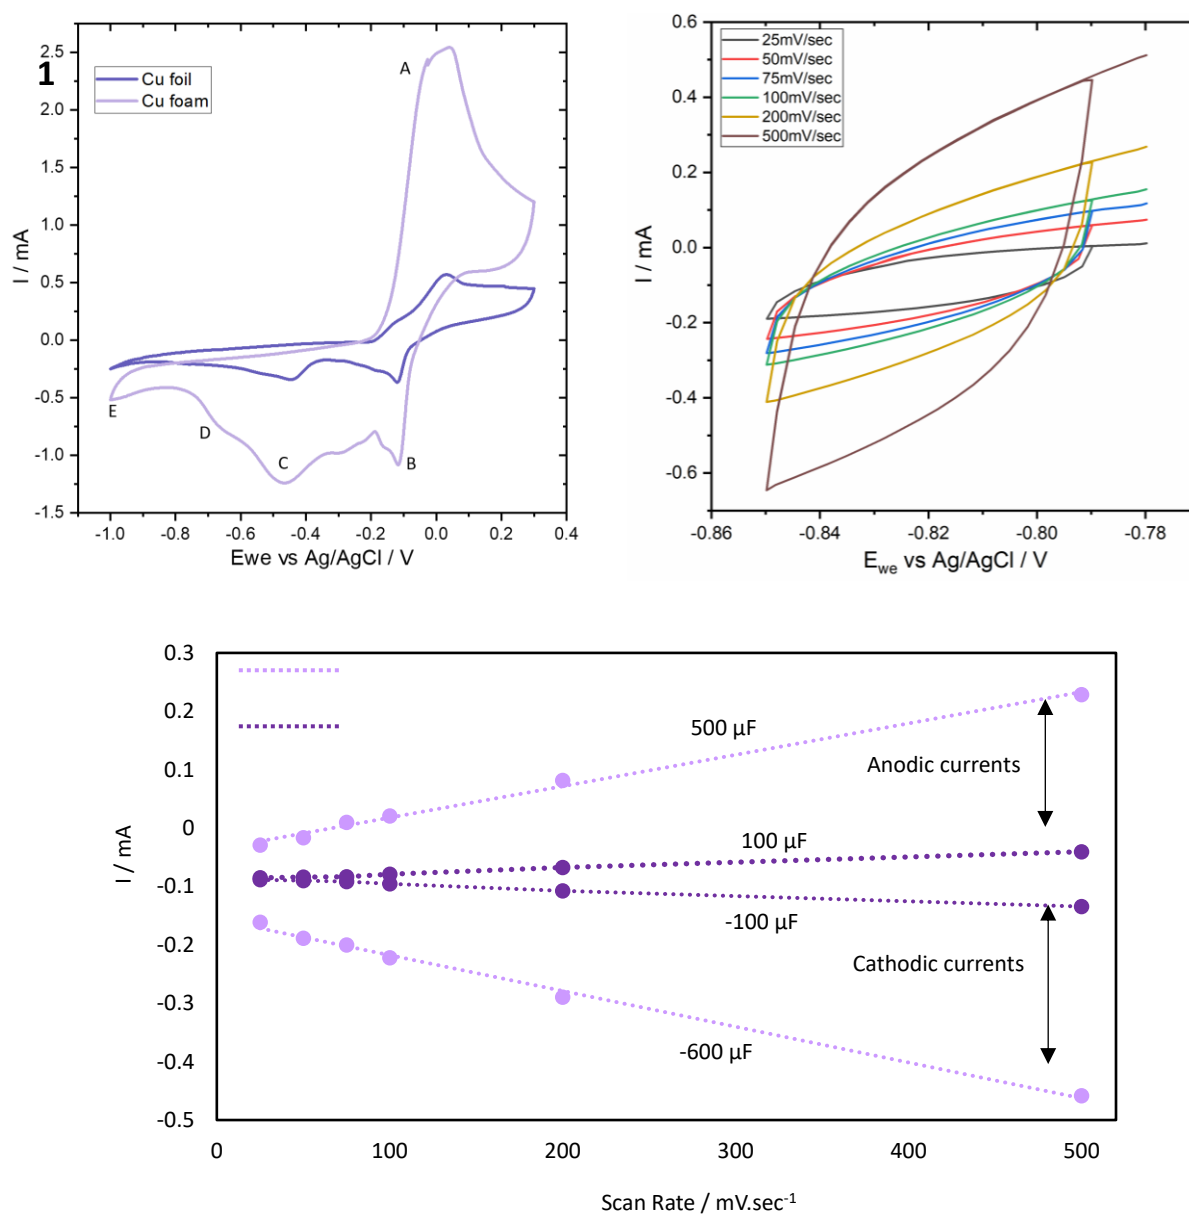 1
Cu foil
Cu foam
A
B
C
D
E
2.5
2.0
1.5
1.0
0.5
0.0
-0.5
-1.0
-1.5
I / mA
-1.0 -0.8 -0.6 -0.4 -0.2 0.0 0.2 0.4
Ewe vs Ag/AgCl / V
25mV/sec
50mV/sec
75mV/sec
100mV/sec
200mV/sec
500mV/sec
0.6
0.4
0.2
0.0
-0.2
-0.4
-0.6
I / mA
-0.86 -0.84 -0.82 -0.80 -0.78
Ewe vs Ag/AgCl / V
0.3
0.2
0.1
0
-0.1
-0.2
-0.3
-0.4
-0.5
I / mA
500 µF
Anodic currents
100 µF
-100 µF
Cathodic currents
-600 µF
0 100 200 300 400 500
Scan Rate / mV.sec-1